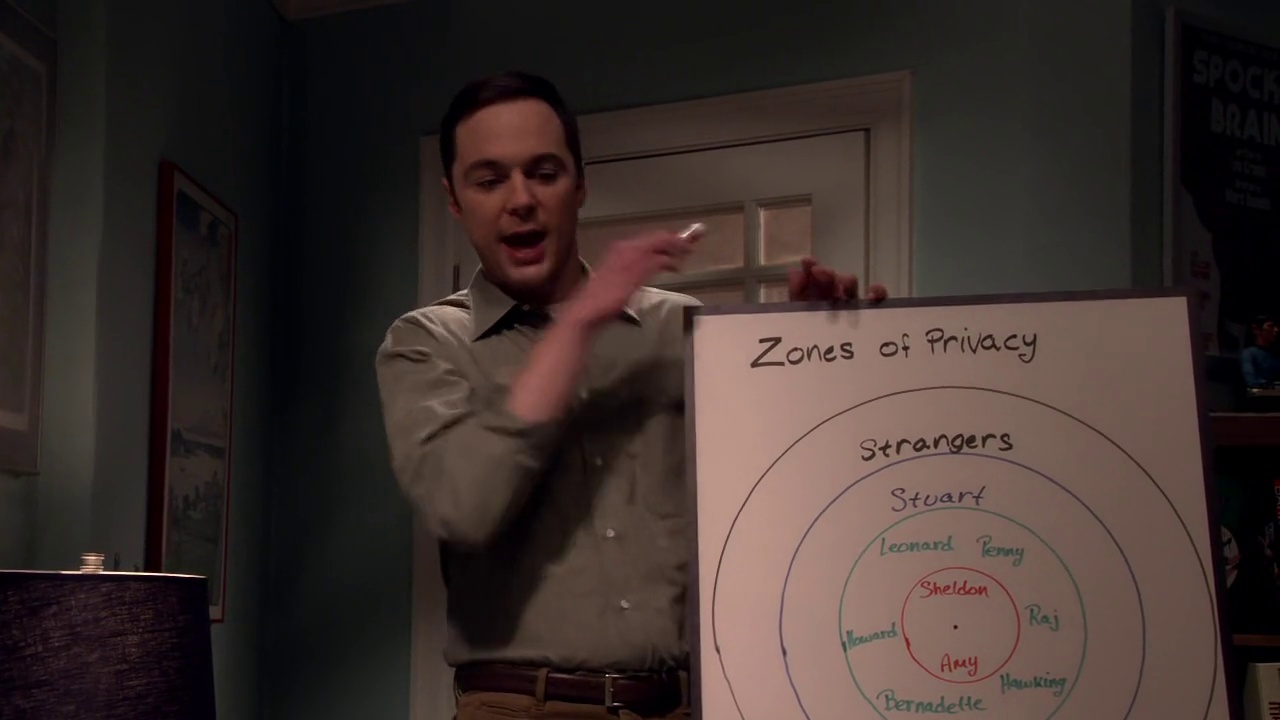 SPOCK
BRAIN
Zones of Privacy
Strangers
Stuart
Leonard Penny
Sheldon
Raj
Howard
Amy
Hawking
Bernadette